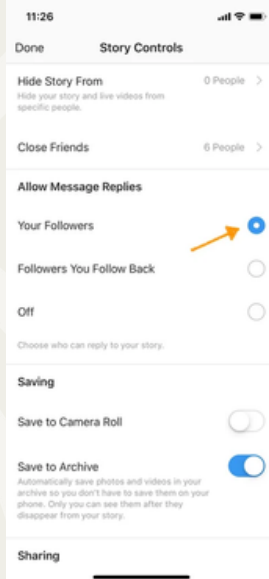 11:26
Done Story Controls
Hide Story From 0 People
Hide your story and live videos from
specific people.
Close Friends 6 People
Allow Message Replies
Your Followers
Followers You Follow Back
Off
Choose who can reply to your story.
Saving
Save to Camera Roll
Save to Archive
Automatically save photos and videos in your
archive so you don't have to save them on your
phone. Only you can see them after they
disappear from your story.
Sharing